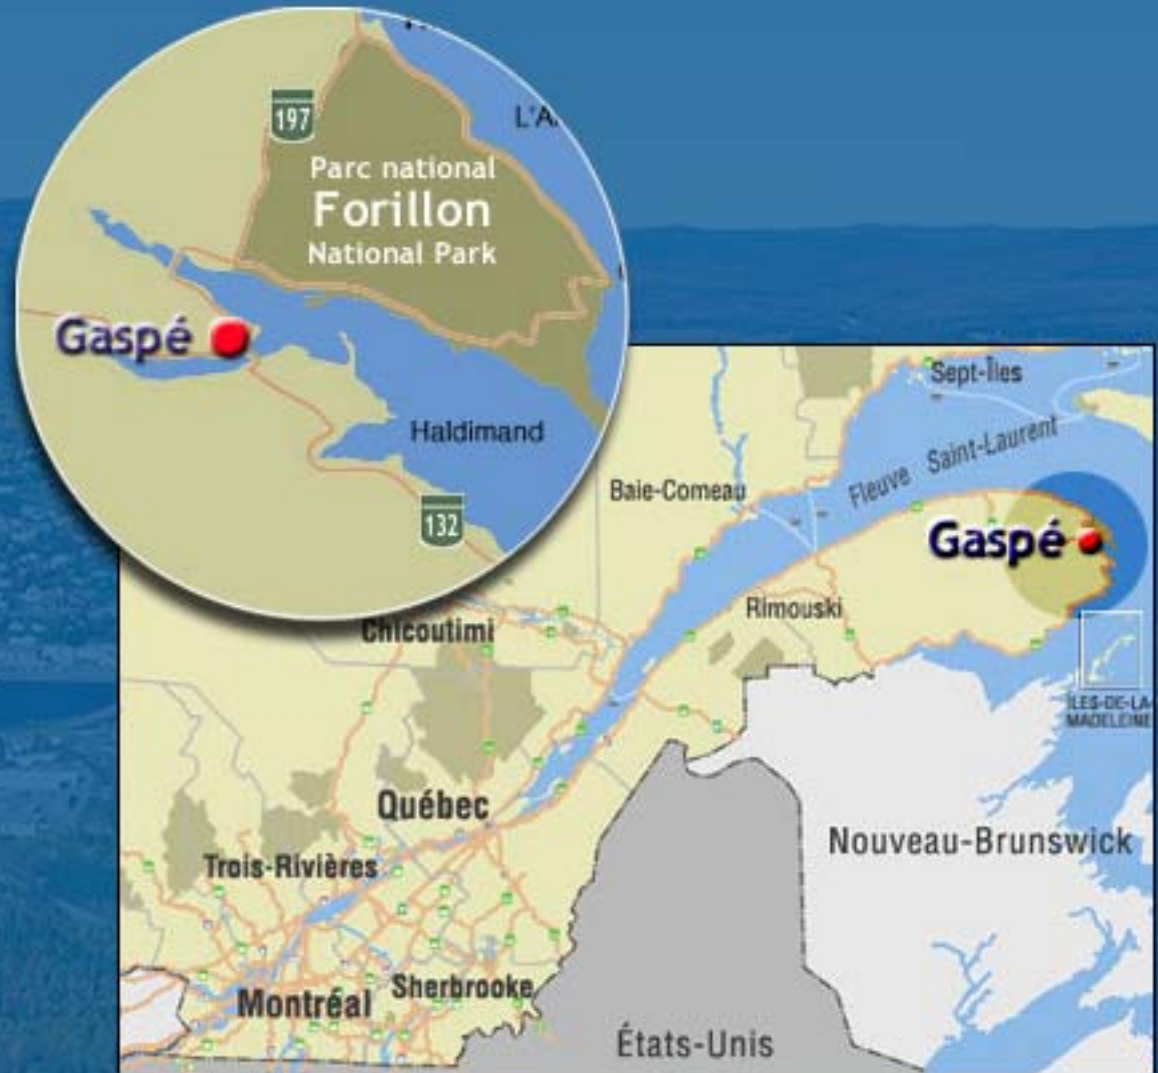 197
L'A
Parc national
Forillon
National Park
Gaspé
Haldimand
132
Sept-Îles
Fleuve Saint-Laurent
Baie-Comeau
Gaspé
Rimouski
Chicoutimi
ÎLES-DE-LA-
MADELEINE
Québec
Nouveau-Brunswick
Trois-Rivières
Sherbrooke
Montréal
États-Unis